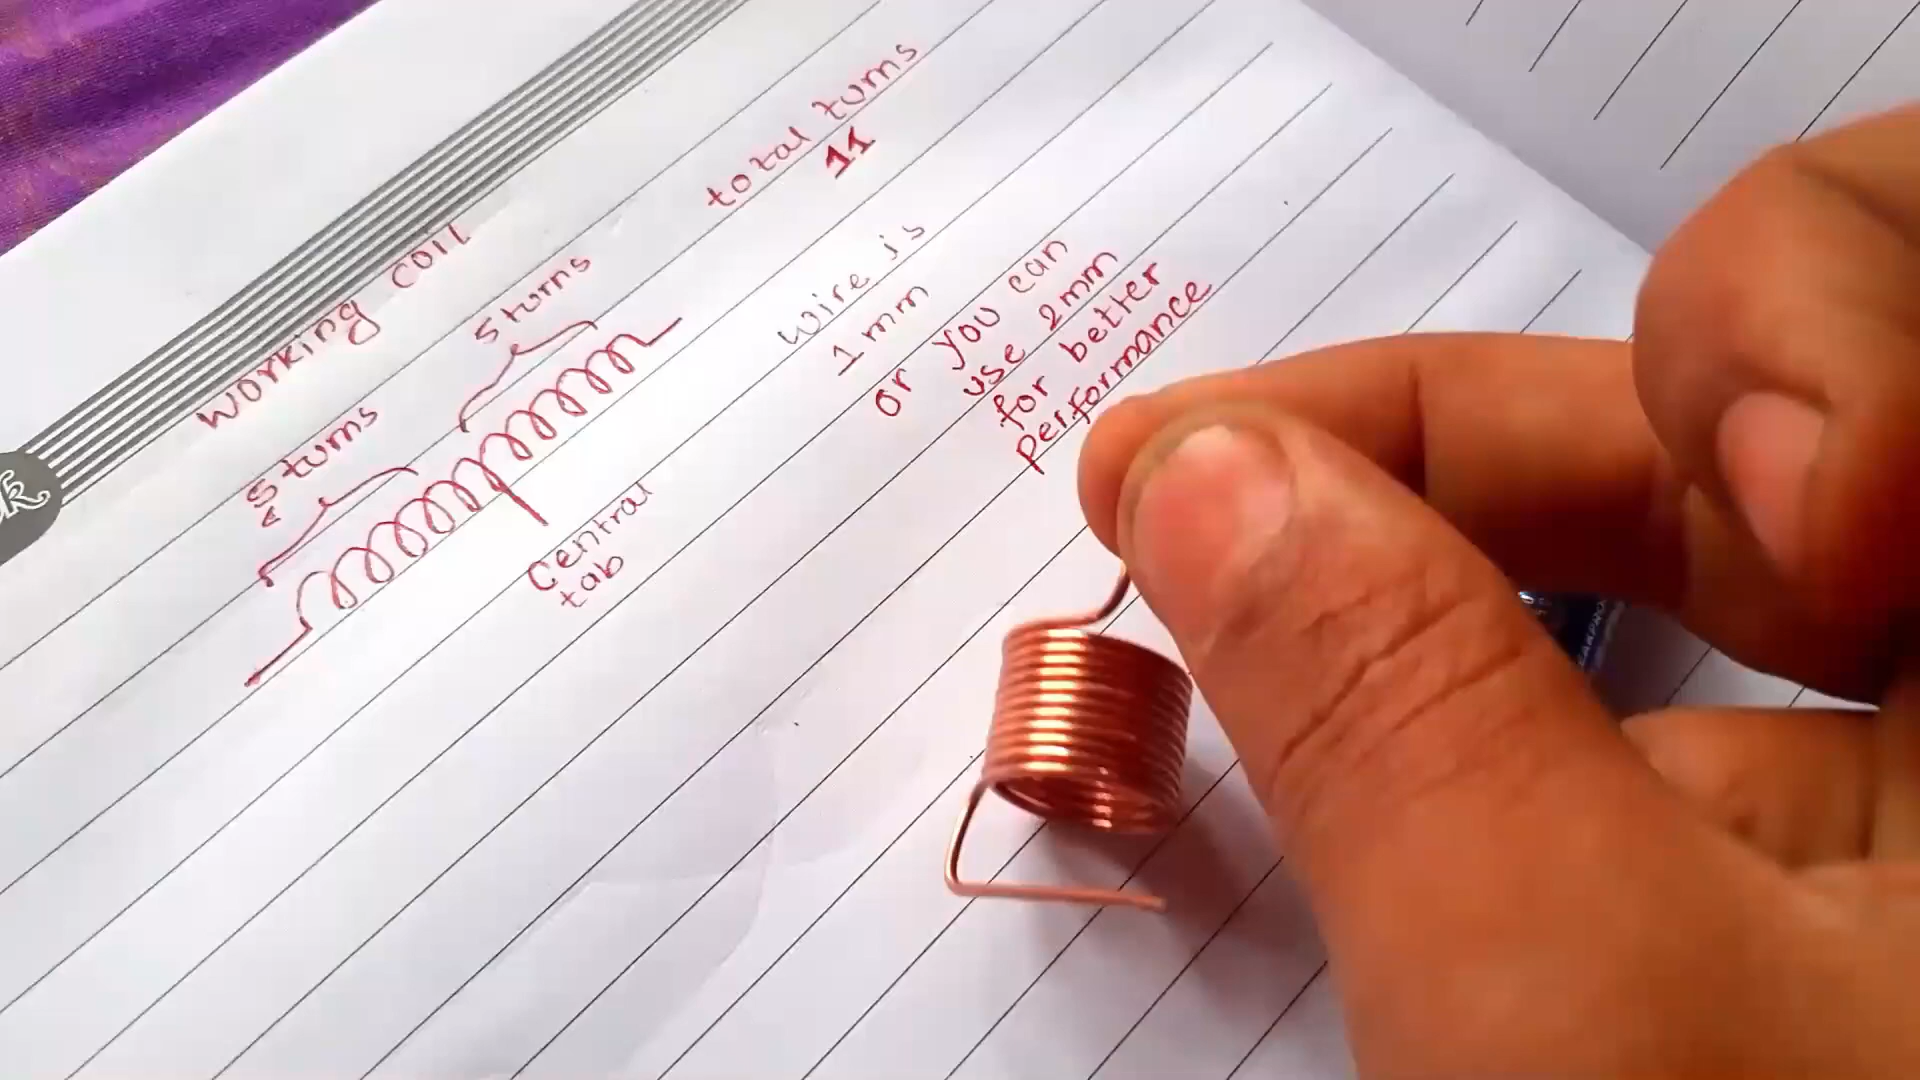 working coil
5 turns
5 turns
central
tab
total turns
11
wire is
1 mm
or you can
use 2mm
for better
performance